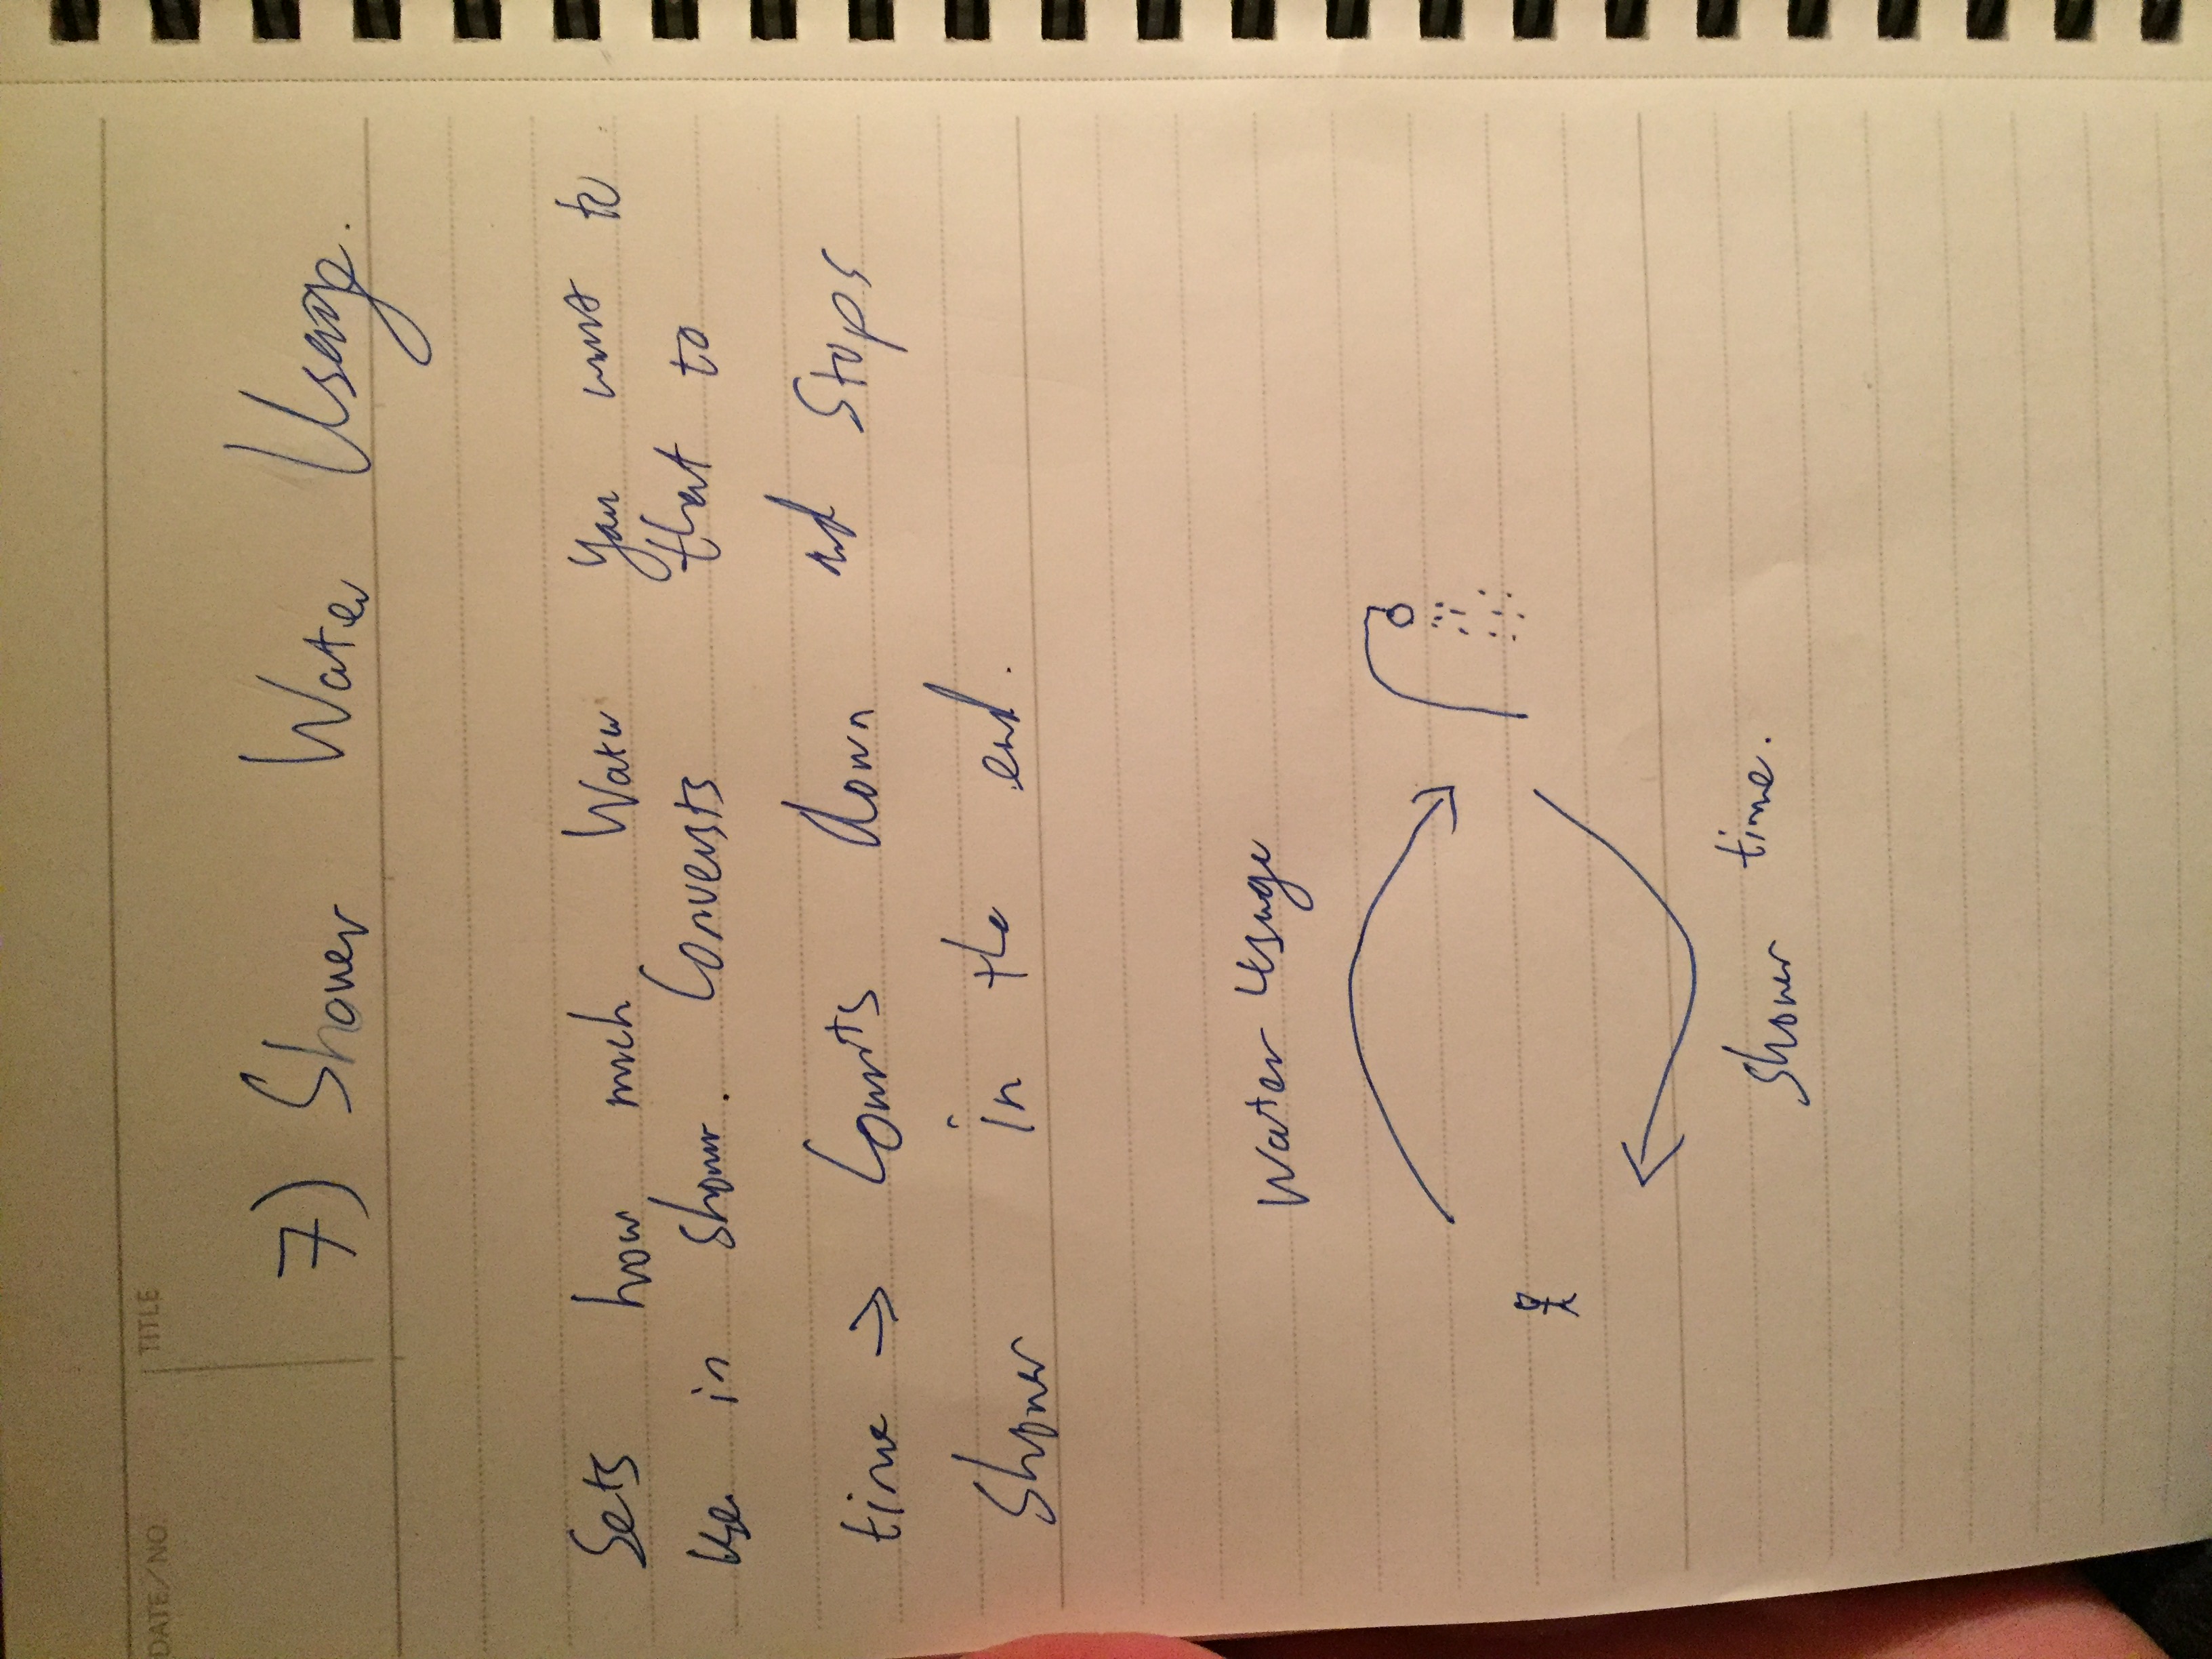 DATE/NO.
TITLE
7) Shower Water Usage.
Sets how much Water you want to
use in shower. Conversts that to
time → Counts down and Stops
Shower in the end.
Water Usage
Shower time.